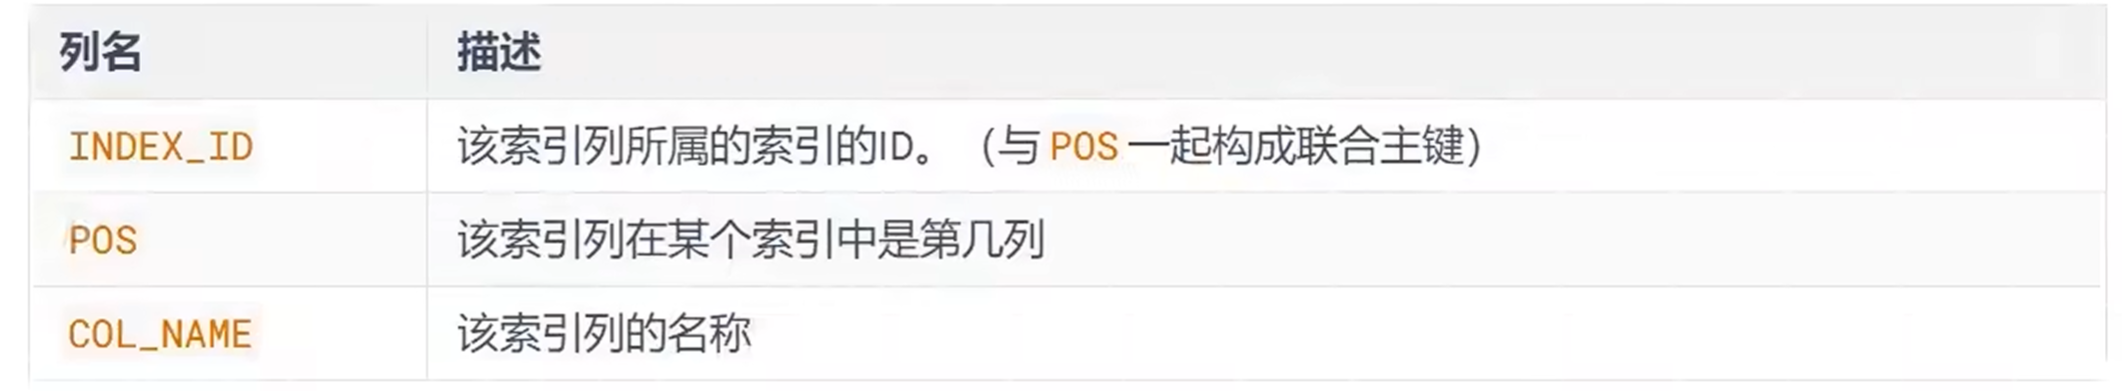 列名 描述
INDEX_ID 该索引列所属的索引的ID。（与 POS 一起构成联合主键）
POS 该索引列在某个索引中是第几列
COL_NAME 该索引列的名称